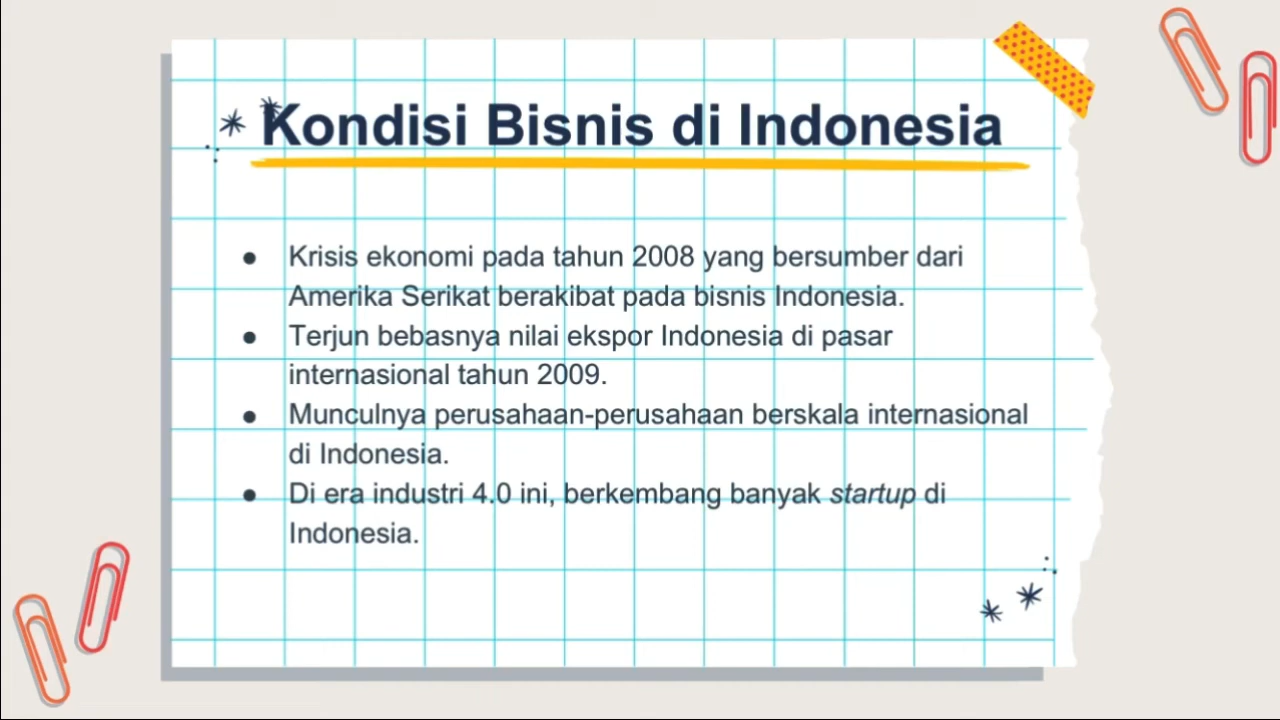 Kondisi Bisnis di Indonesia
● Krisis ekonomi pada tahun 2008 yang bersumber dari
Amerika Serikat berakibat pada bisnis Indonesia.
● Terjun bebasnya nilai ekspor Indonesia di pasar
internasional tahun 2009.
● Munculnya perusahaan-perusahaan berskala internasional
di Indonesia.
● Di era industri 4.0 ini, berkembang banyak startup di
Indonesia.